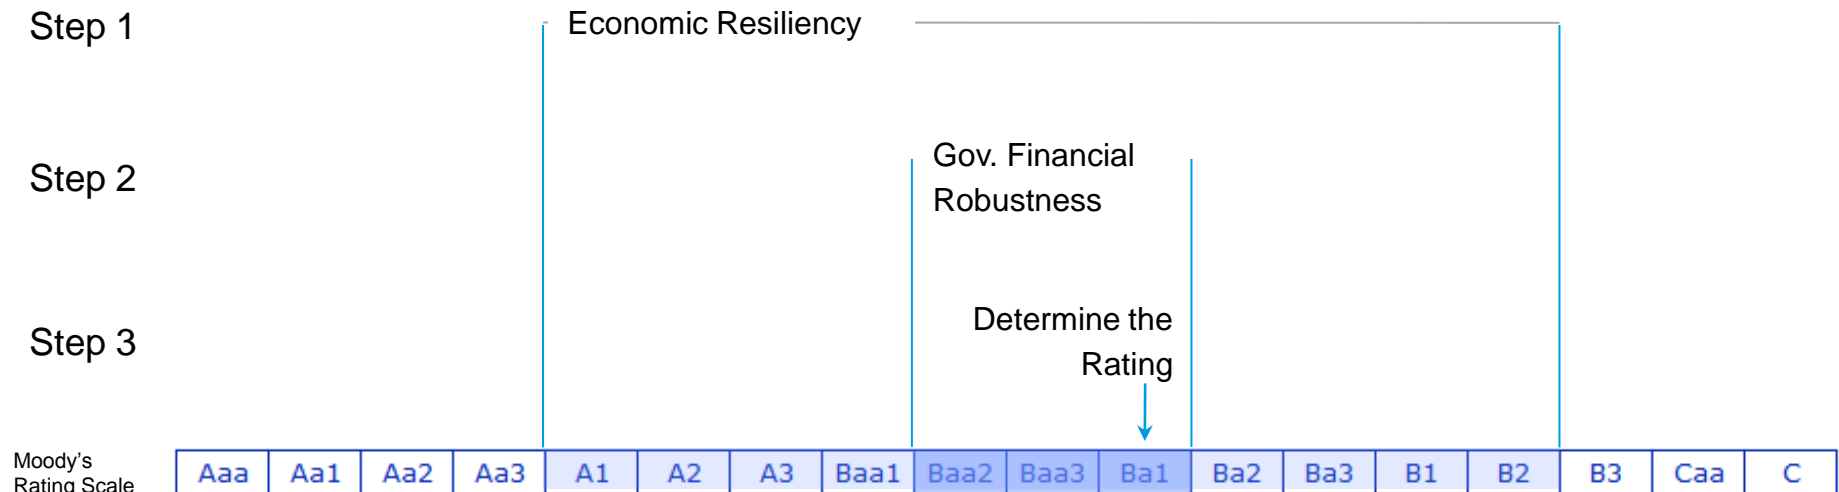 Step 1
Economic Resiliency
Step 2
Gov. Financial
Robustness
Step 3
Determine the
Rating
Moody's
Rating Scale
Aaa Aa1 Aa2 Aa3 A1 A2 A3 Baa1 Baa2 Baa3 Ba1 Ba2 Ba3 B1 B2 B3 Caa C